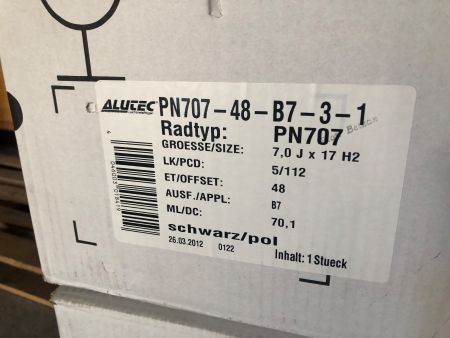 ALUTEC PN707-48-B7-3-1
Radtyp: PN707
GROESSE/SIZE: 7,0 J x 17 H2
LK/PCD: 5/112
ET/OFFSET: 48
AUSF./APPL: B7
ML/DC: 70,1
schwarz/pol
26.03.2012 0122 Inhalt: 1 Stueck